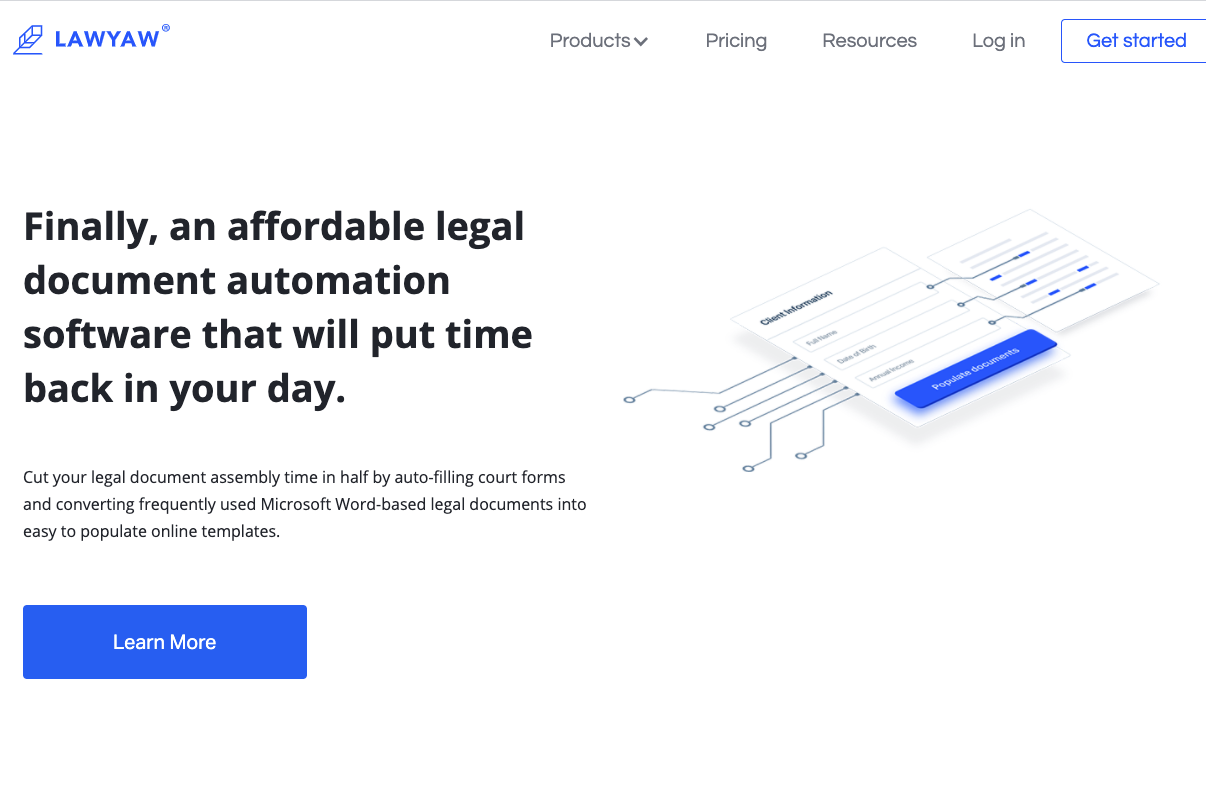 LAWYAW®
Products
Pricing
Resources
Log in
Get started
Finally, an affordable legal
document automation
software that will put time
back in your day.
Cut your legal document assembly time in half by auto-filling court forms
and converting frequently used Microsoft Word-based legal documents into
easy to populate online templates.
Learn More
Client Information
Full Name
Date of Birth
Annual Income
Populate documents